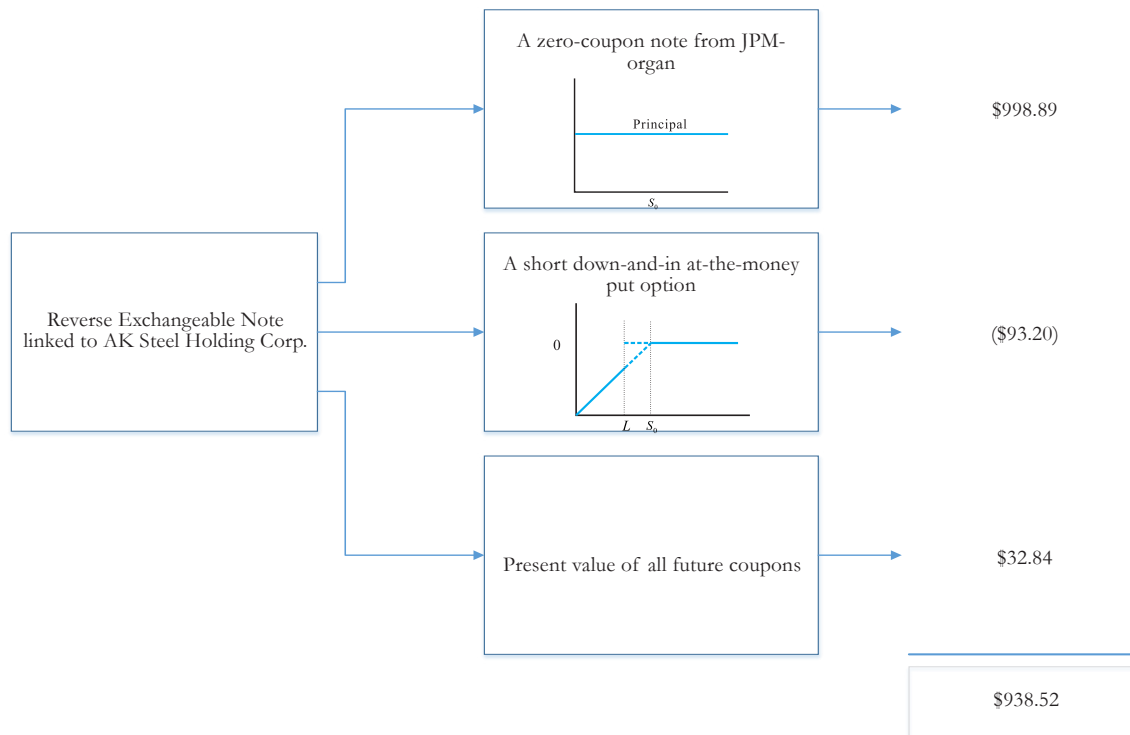 A zero-coupon note from JPM-
organ
Principal
S₀
$998.89
Reverse Exchangeable Note
linked to AK Steel Holding Corp.
A short down-and-in at-the-money
put option
0
L S₀
($93.20)
Present value of all future coupons
$32.84
$938.52